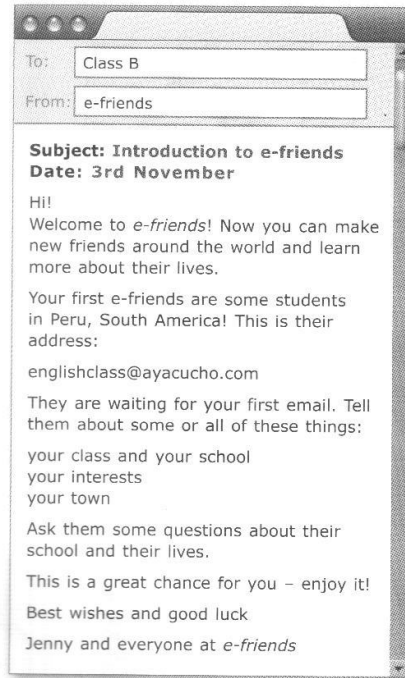 To: Class B
From: e-friends
Subject: Introduction to e-friends
Date: 3rd November
Hi!
Welcome to e-friends! Now you can make
new friends around the world and learn
more about their lives.
Your first e-friends are some students
in Peru, South America! This is their
address:
englishclass@ayacucho.com
They are waiting for your first email. Tell
them about some or all of these things:
your class and your school
your interests
your town
Ask them some questions about their
school and their lives.
This is a great chance for you – enjoy it!
Best wishes and good luck
Jenny and everyone at e-friends